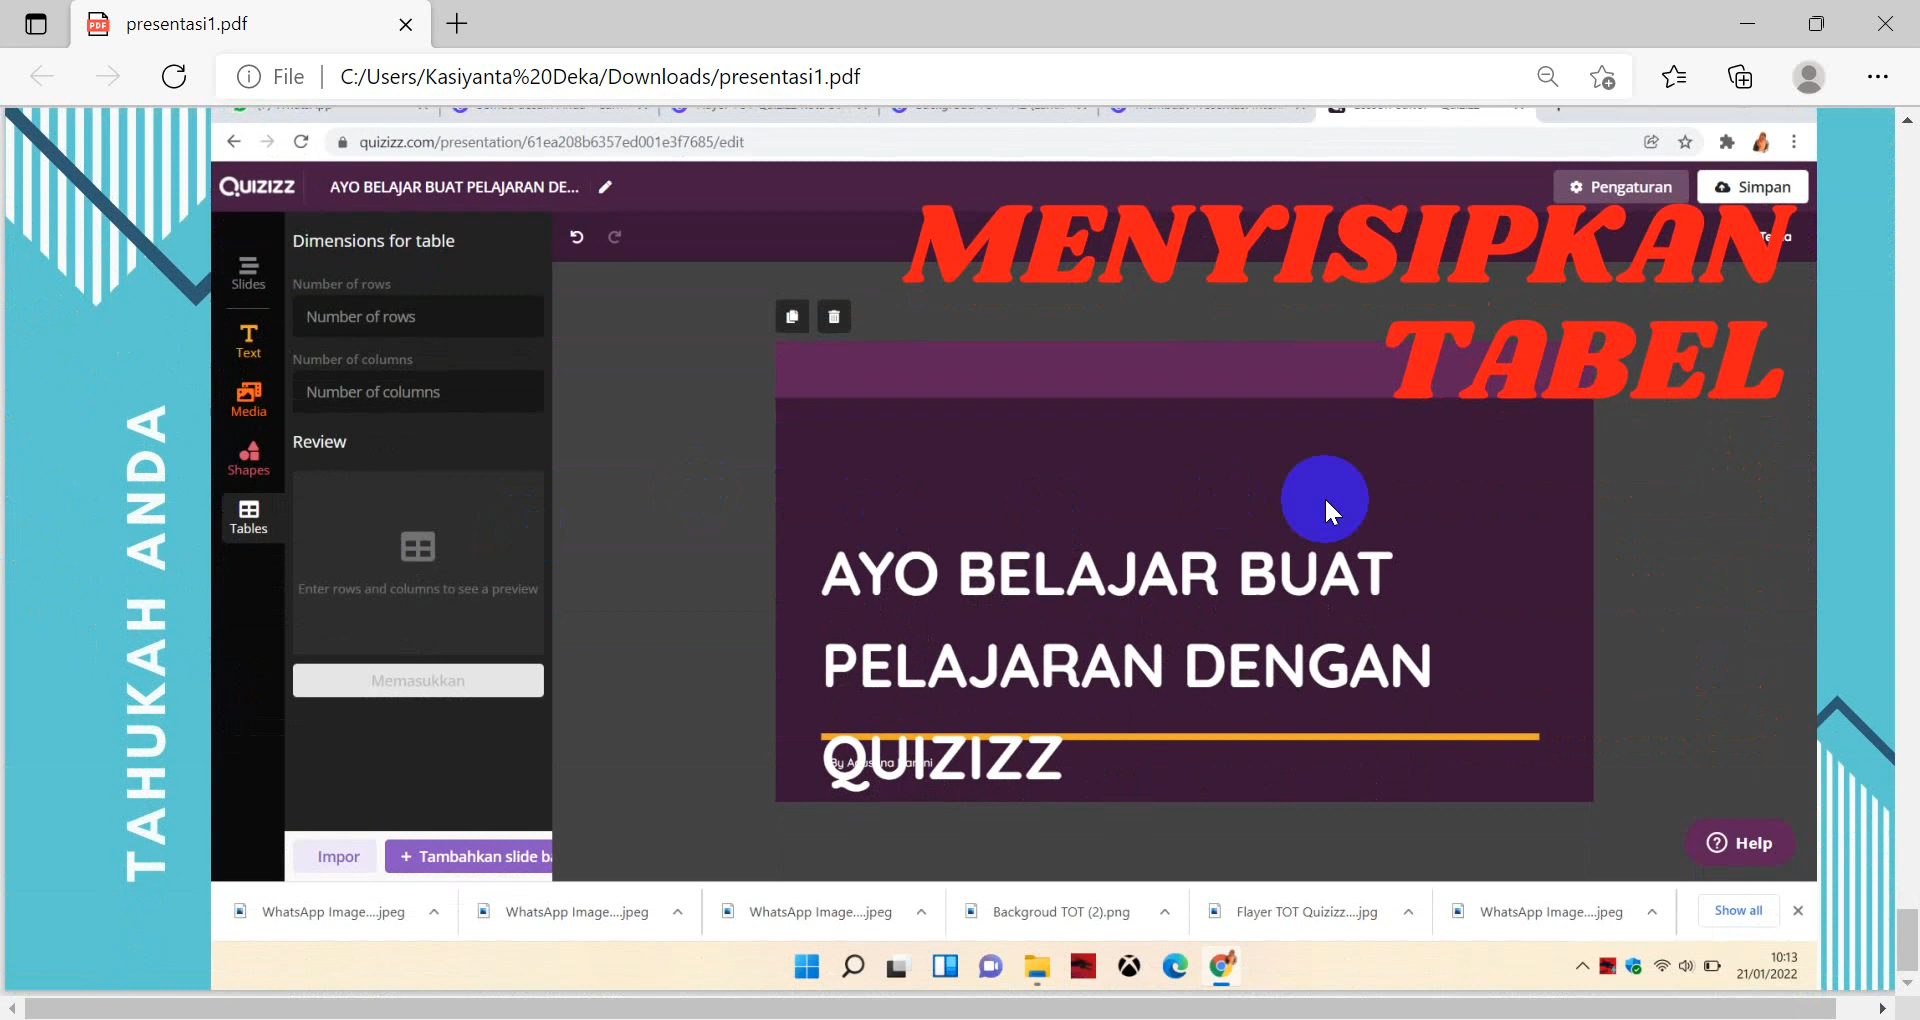 presentasi1.pdf
File
C:/Users/Kasiyanta%20Deka/Downloads/presentasi1.pdf
quizizz.com/presentation/61ea208b6357ed001e3f7685/edit
QUIZIZZ
AYO BELAJAR BUAT PELAJARAN DE...
Pengaturan
Simpan
MENYISIPKAN
TABEL
TAHUKAH ANDA
Slides
Text
Media
Shapes
Tables
Dimensions for table
Number of rows
Number of rows
Number of columns
Number of columns
Review
Enter rows and columns to see a preview
Memasukkan
Impor
+ Tambahkan slide ba
AYO BELAJAR BUAT
PELAJARAN DENGAN
QUIZIZZ
By
Help
WhatsApp Image....jpeg
WhatsApp Image....jpeg
WhatsApp Image....jpeg
Backgroud TOT (2).png
Flayer TOT Quizizz....jpg
WhatsApp Image....jpeg
Show all
10:13
21/01/2022